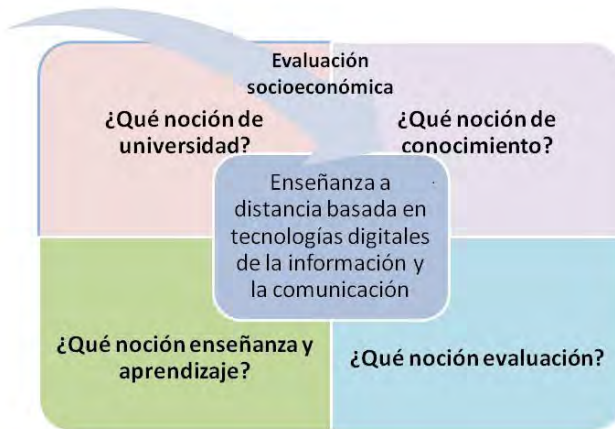 Evaluación
socioeconómica
¿Qué noción de
universidad?
¿Qué noción de
conocimiento?
Enseñanza a
distancia basada en
tecnologías digitales
de la información y
la comunicación
¿Qué noción enseñanza y
aprendizaje?
¿Qué noción evaluación?